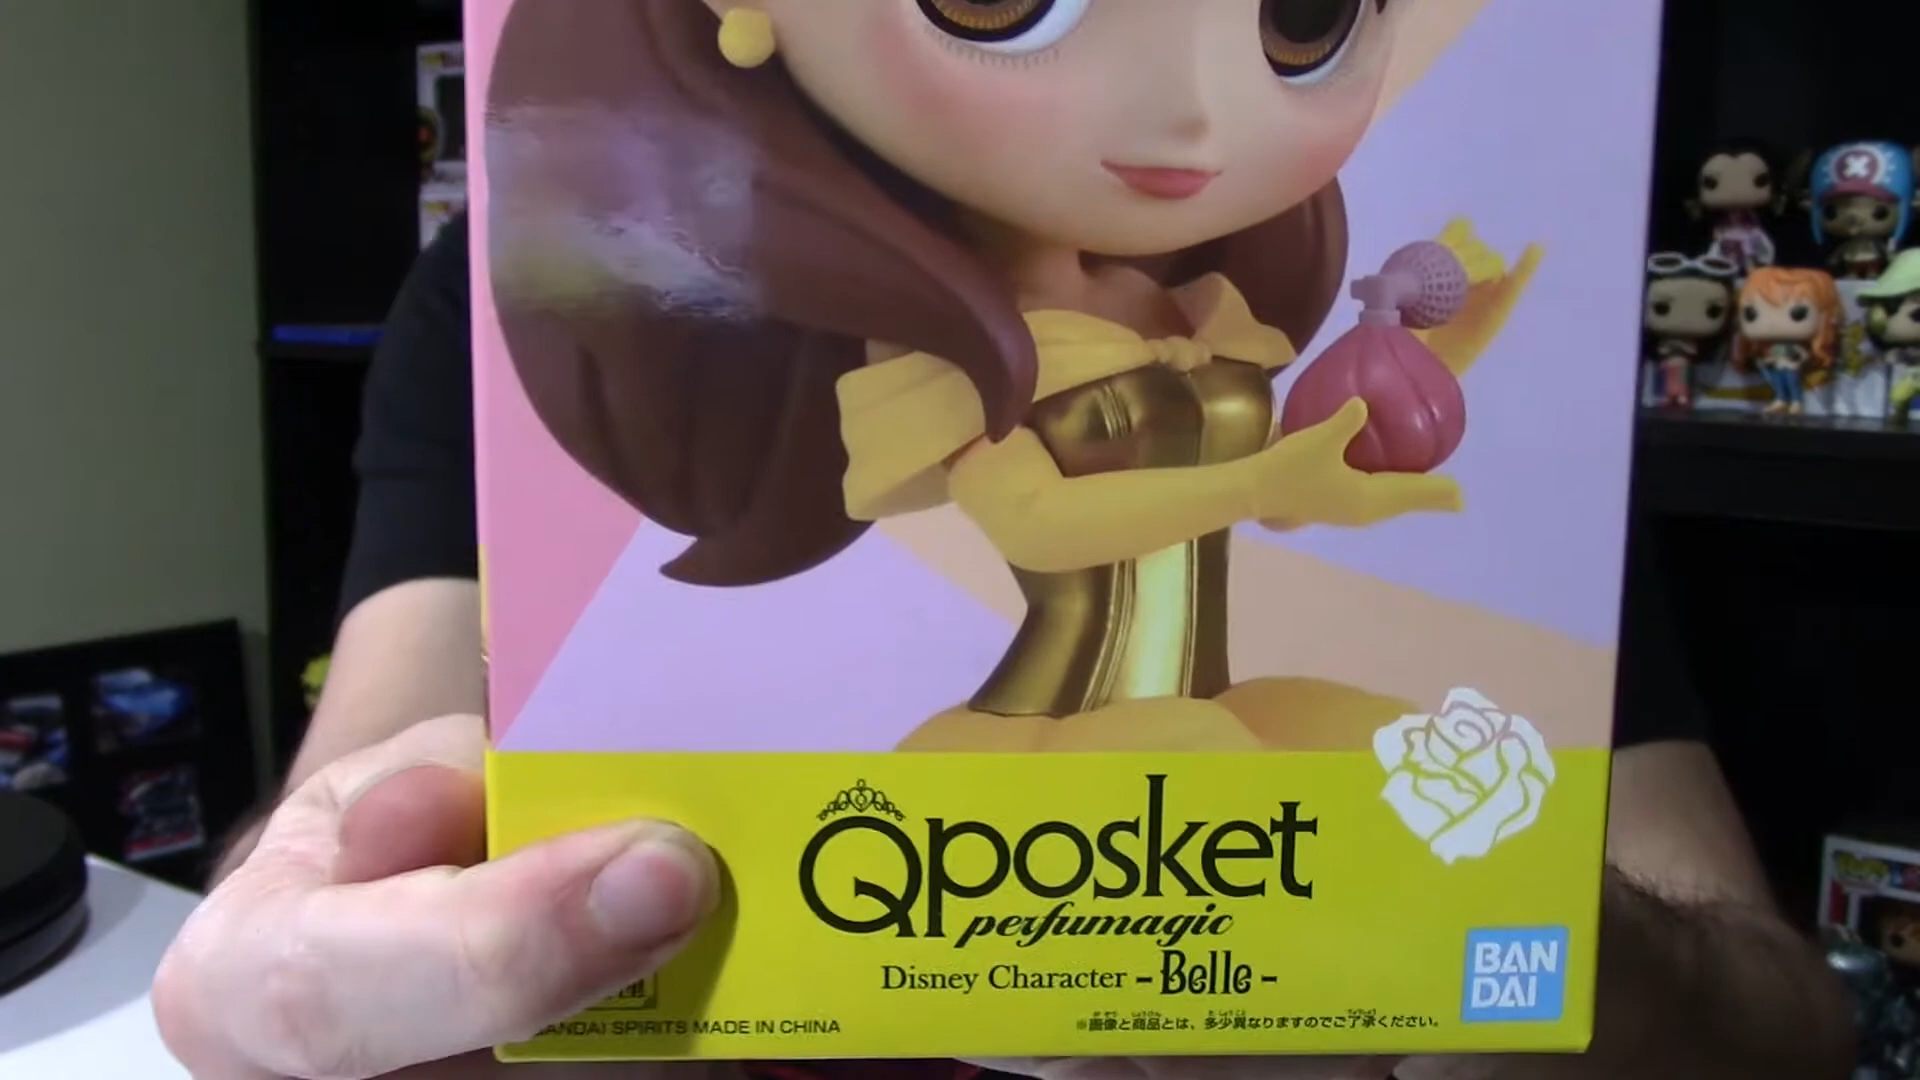 Qposket
perfumagic
Disney Character -Belle-
BAN
DAI
BANDAI SPIRITS MADE IN CHINA
※画像と商品とは、多少異なりますのでご了承ください。